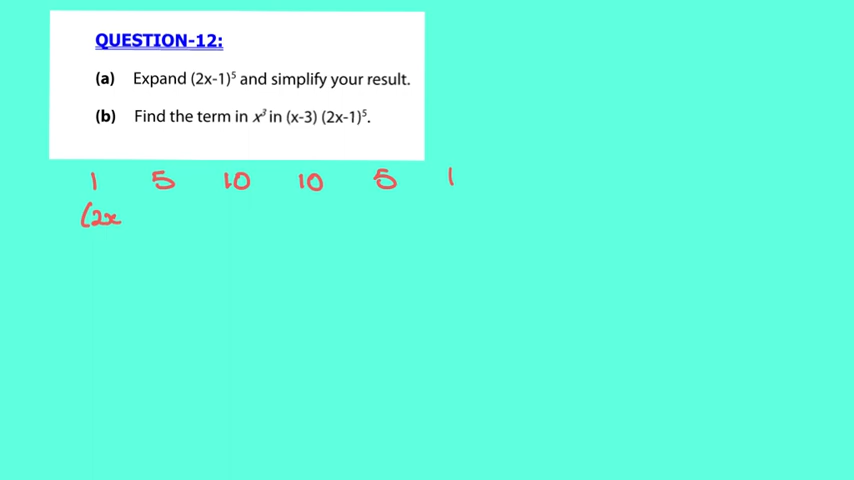 QUESTION-12:
(a) Expand (2x-1)⁵ and simplify your result.
(b) Find the term in x³ in (x-3) (2x-1)⁵.
1 5 10 10 5 1
(2x